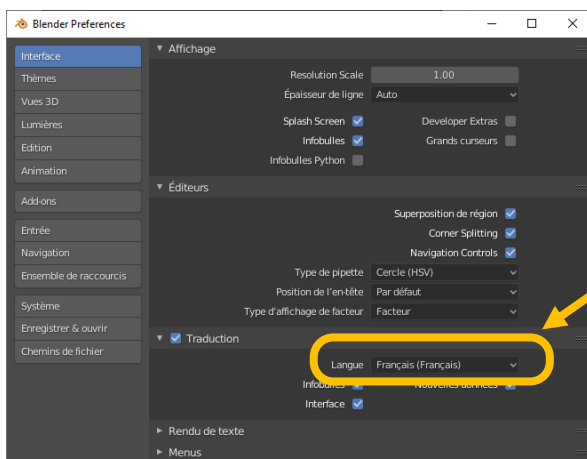 Blender Preferences
Interface
Thèmes
Vues 3D
Lumières
Edition
Animation
Add-ons
Entrée
Navigation
Ensemble de raccourcis
Système
Enregistrer & ouvrir
Chemins de fichier
Affichage
Resolution Scale 1.00
Épaisseur de ligne Auto
Splash Screen Developer Extras
Infobulles Grands curseurs
Infobulles Python
Éditeurs
Superposition de région
Corner Splitting
Navigation Controls
Type de pipette Cercle (HSV)
Position de l'en-tête Par défaut
Type d'affichage de facteur Facteur
Traduction
Langue Français (Français)
Infobulles Nouvelles données
Interface
Rendu de texte
Menus